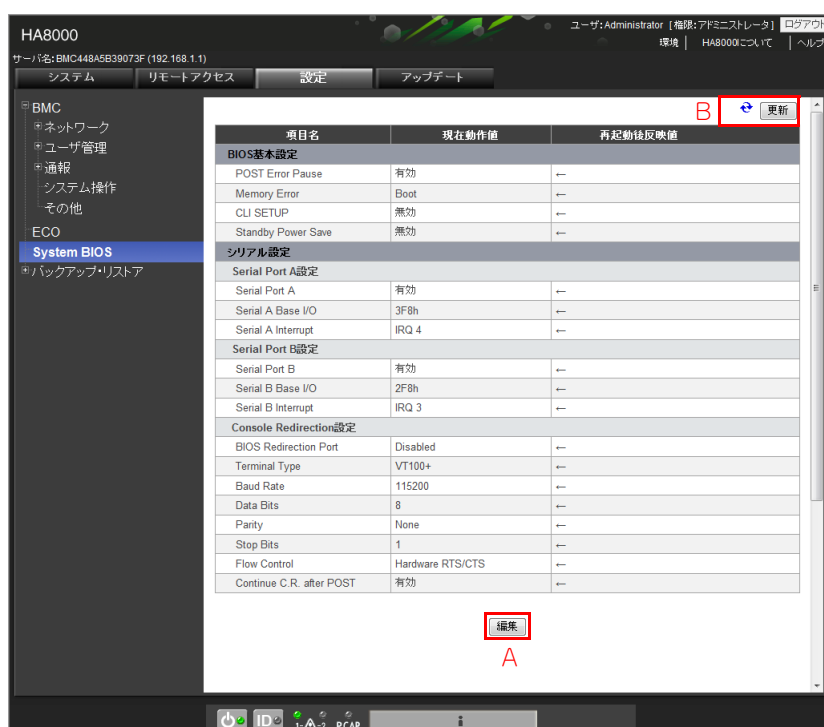 HA8000
ユーザ:Administrator [権限:アドミニストレータ] ログアウト
環境 | HA8000について | ヘルプ
サーバ名:BMC448A5B39073F (192.168.1.1)
システム リモートアクセス 設定 アップデート
BMC
ネットワーク
ユーザ管理
通報
システム操作
その他
ECO
System BIOS
バックアップ・リストア
B 更新
項目名 現在動作値 再起動後反映値
BIOS基本設定
POST Error Pause 有効 ←
Memory Error Boot ←
CLI SETUP 無効 ←
Standby Power Save 無効 ←
シリアル設定
Serial Port A設定
Serial Port A 有効 ←
Serial A Base I/O 3F8h ←
Serial A Interrupt IRQ 4 ←
Serial Port B設定
Serial Port B 有効 ←
Serial B Base I/O 2F8h ←
Serial B Interrupt IRQ 3 ←
Console Redirection設定
BIOS Redirection Port Disabled ←
Terminal Type VT100+ ←
Baud Rate 115200 ←
Data Bits 8 ←
Parity None ←
Stop Bits 1 ←
Flow Control Hardware RTS/CTS ←
Continue C.R. after POST 有効 ←
編集
A
ID 1 2 PCAP i